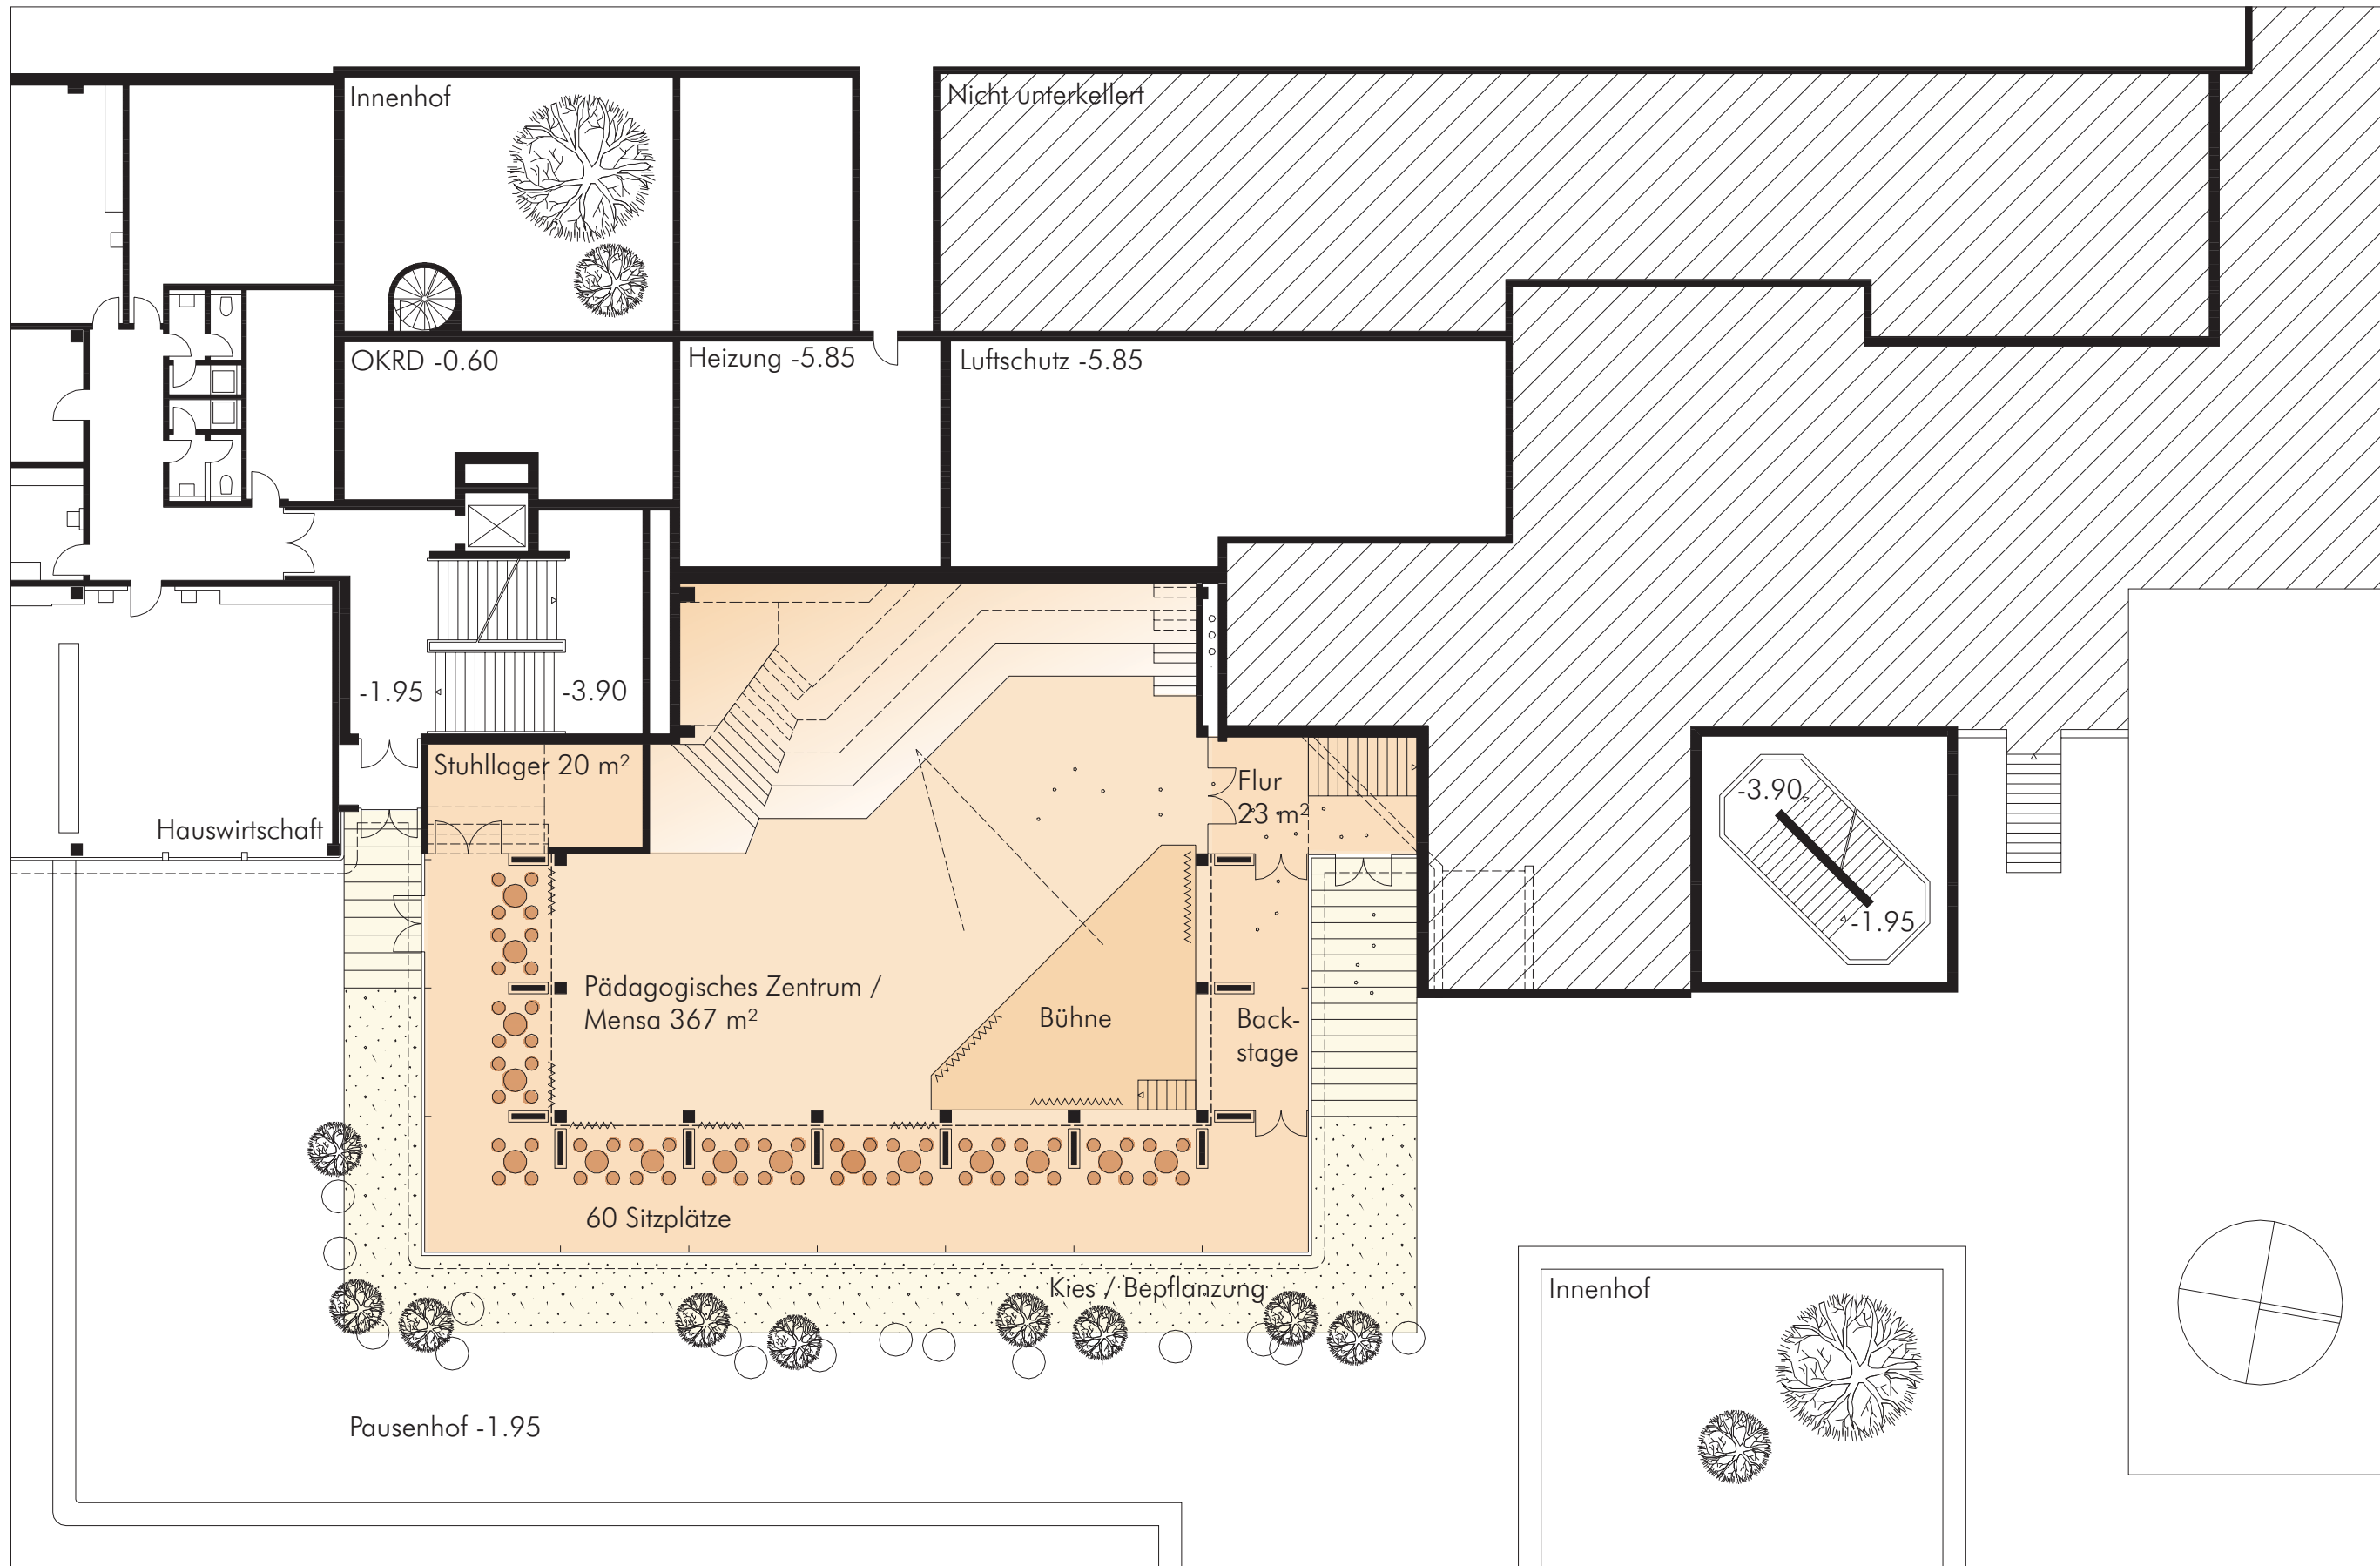 Innenhof
Nicht unterkellert
OKRD -0.60
Heizung -5.85
Luftschutz -5.85
-1.95
-3.90
Stuhllager 20 m²
Flur
23 m²
-3.90
-1.95
Hauswirtschaft
Pädagogisches Zentrum /
Mensa 367 m²
Bühne
Back-
stage
60 Sitzplätze
Kies / Bepflanzung
Innenhof
Pausenhof -1.95